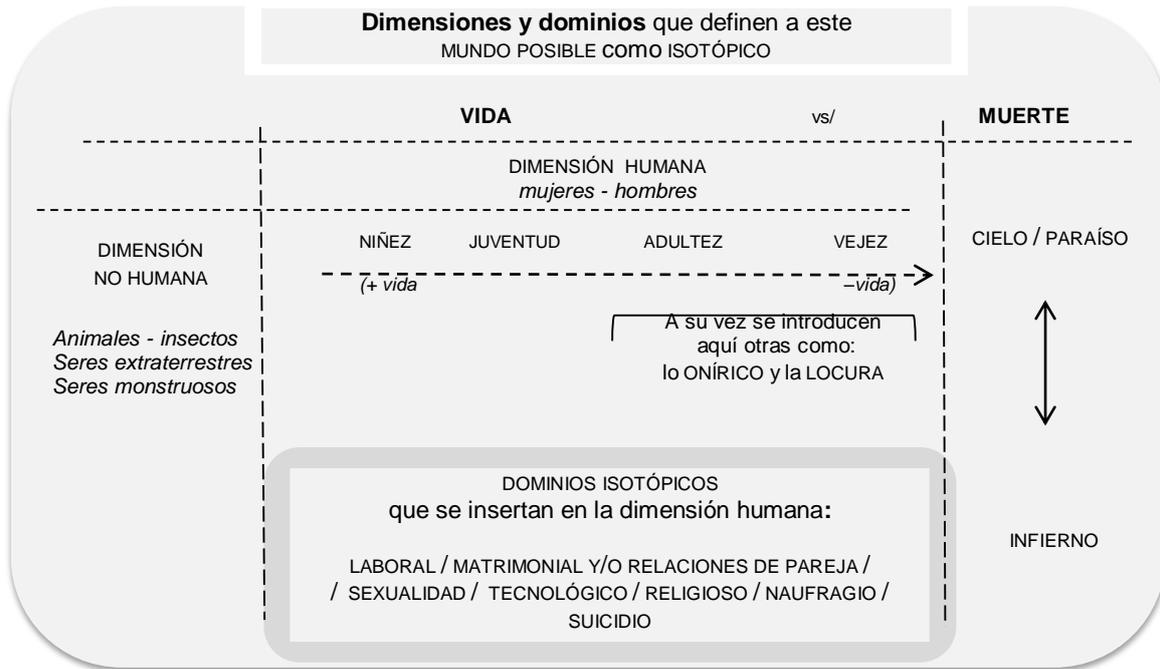 Dimensiones y dominios que definen a este
MUNDO POSIBLE como ISOTÓPICO
VIDA vs/ MUERTE
DIMENSIÓN HUMANA
mujeres - hombres
DIMENSIÓN
NO HUMANA
Animales - insectos
Seres extraterrestres
Seres monstruosos
NIÑEZ JUVENTUD ADULTEZ VEJEZ
(+ vida –vida)
A su vez se introducen
aquí otras como:
lo ONÍRICO y la LOCURA
CIELO / PARAÍSO
INFIERNO
DOMINIOS ISOTÓPICOS
que se insertan en la dimensión humana:
LABORAL / MATRIMONIAL Y/O RELACIONES DE PAREJA /
/ SEXUALIDAD / TECNOLÓGICO / RELIGIOSO / NAUFRAGIO /
SUICIDIO